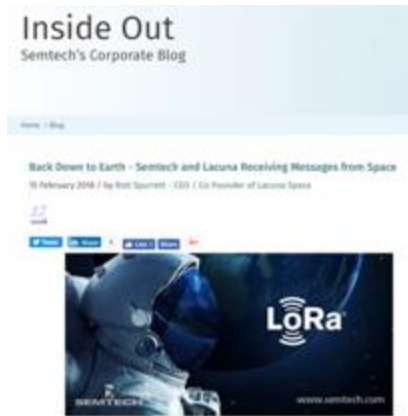 Inside Out
Semtech's Corporate Blog
Home > Blog
Back Down to Earth - Semtech and Lacuna Receiving Messages from Space
15 February 2018 / by Rob Spurrett - CEO / Co Founder of Lacuna Space
Tweet Share Like Share
LoRa
SEMTECH
www.semtech.com